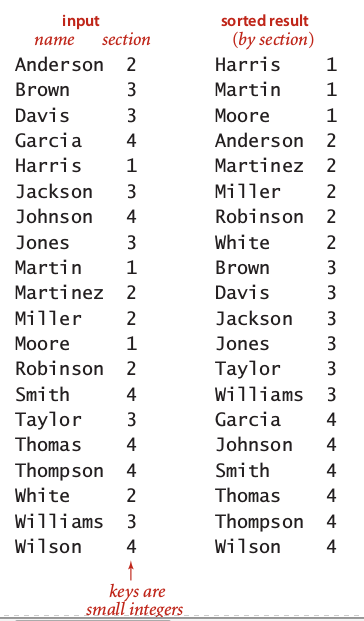 input sorted result
name section (by section)
Anderson 2 Harris 1
Brown 3 Martin 1
Davis 3 Moore 1
Garcia 4 Anderson 2
Harris 1 Martinez 2
Jackson 3 Miller 2
Johnson 4 Robinson 2
Jones 3 White 2
Martin 1 Brown 3
Martinez 2 Davis 3
Miller 2 Jackson 3
Moore 1 Jones 3
Robinson 2 Taylor 3
Smith 4 Williams 3
Taylor 3 Garcia 4
Thomas 4 Johnson 4
Thompson 4 Smith 4
White 2 Thomas 4
Williams 3 Thompson 4
Wilson 4 Wilson 4
keys are
small integers